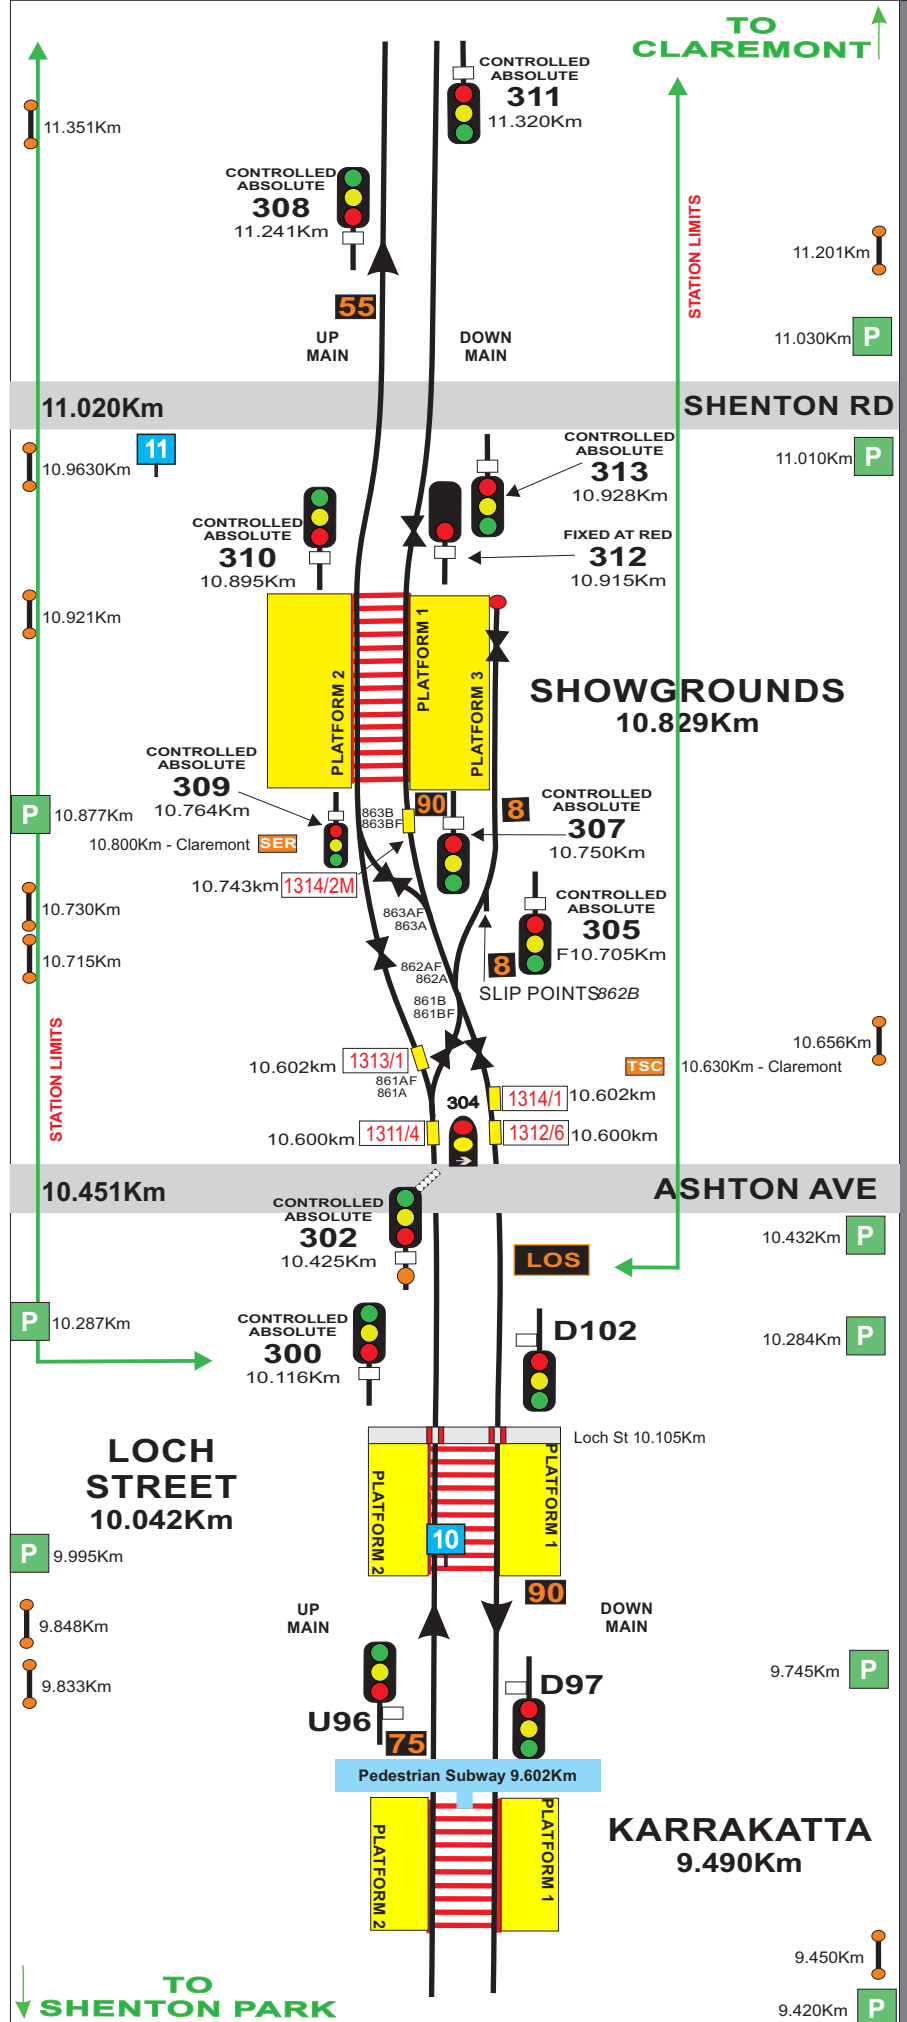 TO
CLAREMONT
CONTROLLED
ABSOLUTE
311
11.320Km
11.351Km
CONTROLLED
ABSOLUTE
308
11.241Km
STATION LIMITS
11.201Km
55
UP
MAIN
DOWN
MAIN
11.030Km
P
11.020Km
SHENTON RD
11
10.9630Km
CONTROLLED
ABSOLUTE
313
10.928Km
11.010Km
P
CONTROLLED
ABSOLUTE
310
10.895Km
FIXED AT RED
312
10.915Km
10.921Km
PLATFORM 2
PLATFORM 1
PLATFORM 3
SHOWGROUNDS
10.829Km
CONTROLLED
ABSOLUTE
309
10.764Km
P
10.877Km
10.800Km - Claremont
SER
863B
863BF
90
8
CONTROLLED
ABSOLUTE
307
10.750Km
10.743km
1314/2M
10.730Km
863AF
863A
CONTROLLED
ABSOLUTE
305
F10.705Km
10.715Km
862AF
862A
8
SLIP POINTS
862B
861B
861BF
STATION LIMITS
10.656Km
10.602km
1313/1
TSC
10.630Km - Claremont
861AF
861A
304
1314/1
10.602km
10.600km
1311/4
1312/6
10.600km
10.451Km
ASHTON AVE
CONTROLLED
ABSOLUTE
302
10.425Km
10.432Km
P
LOS
P
10.287Km
CONTROLLED
ABSOLUTE
300
10.116Km
D102
10.284Km
P
Loch St 10.105Km
LOCH
STREET
10.042Km
PLATFORM 2
PLATFORM 1
10
P
9.995Km
90
9.848Km
UP
MAIN
DOWN
MAIN
9.833Km
9.745Km
P
U96
D97
75
Pedestrian Subway 9.602Km
PLATFORM 2
PLATFORM 1
KARRAKATTA
9.490Km
9.450Km
TO
SHENTON PARK
9.420Km
P